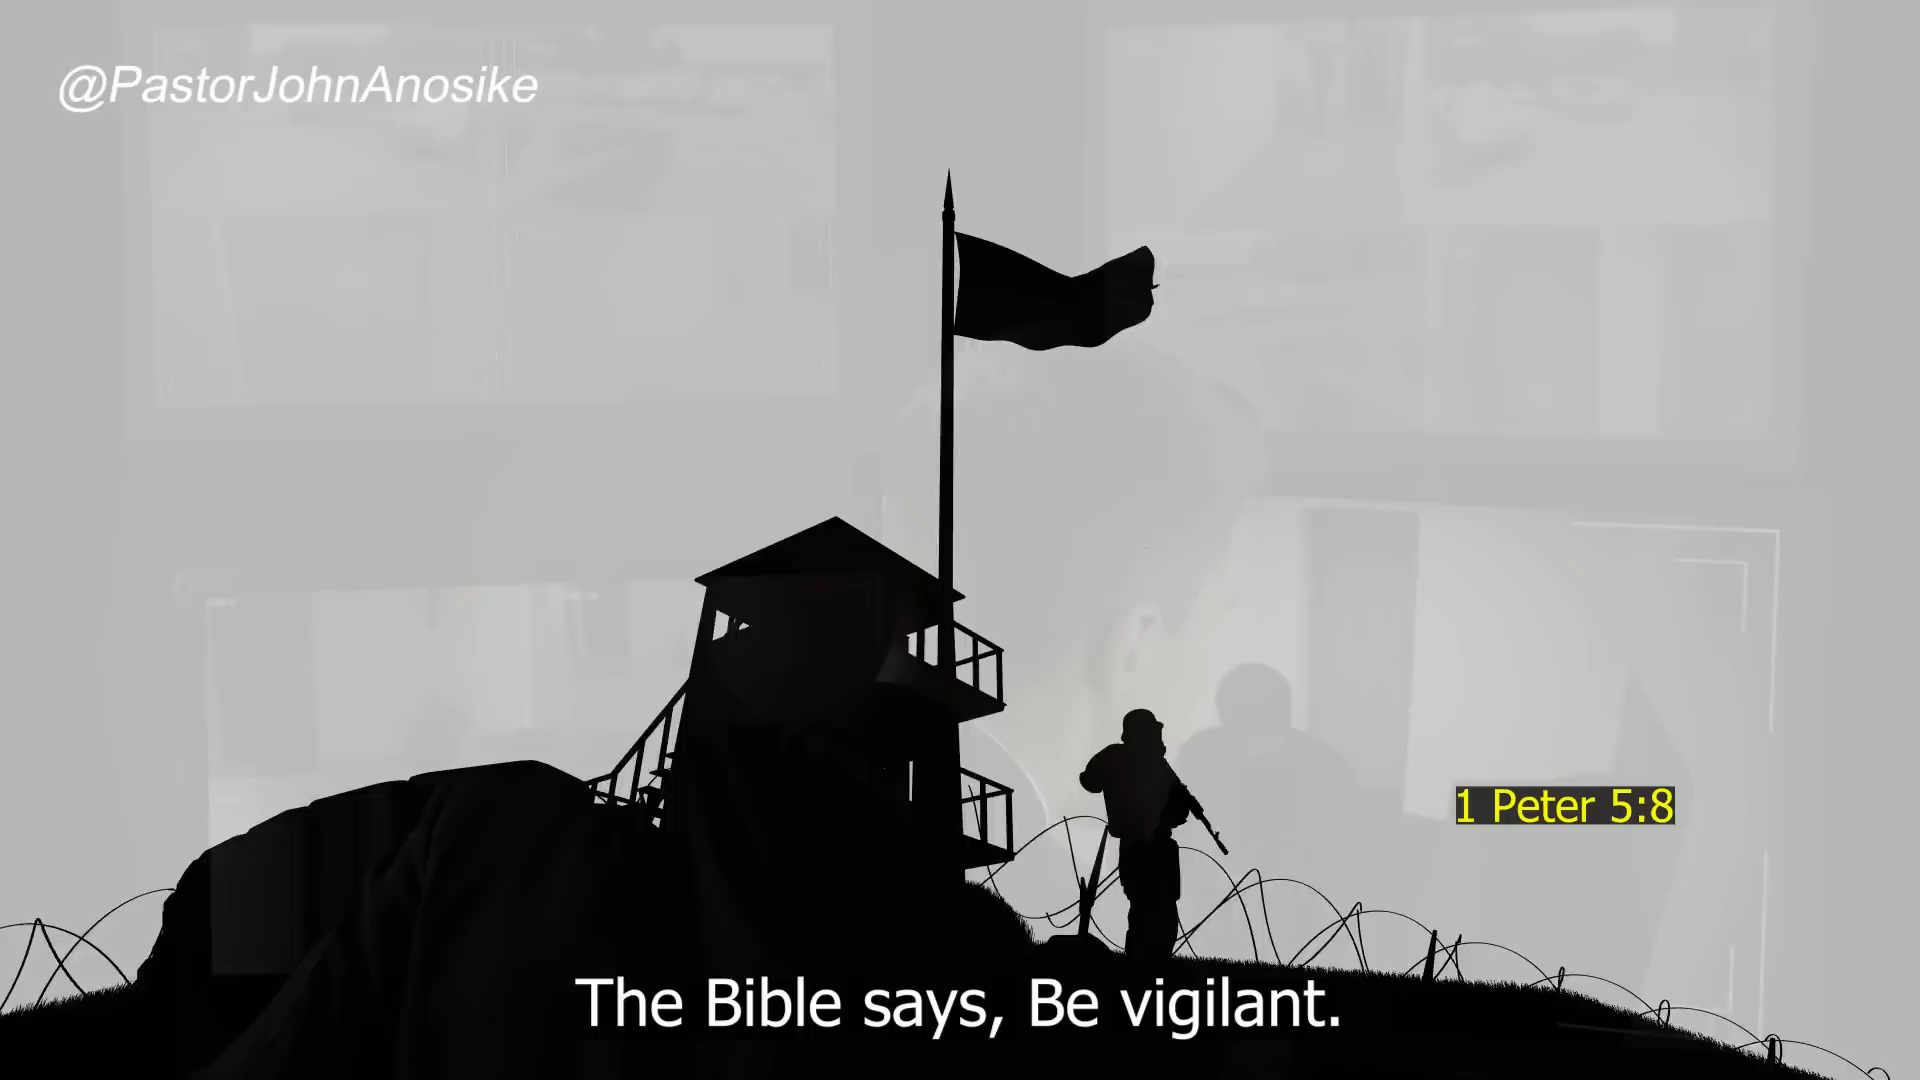 @PastorJohnAnosike
1 Peter 5:8
The Bible says, Be vigilant.